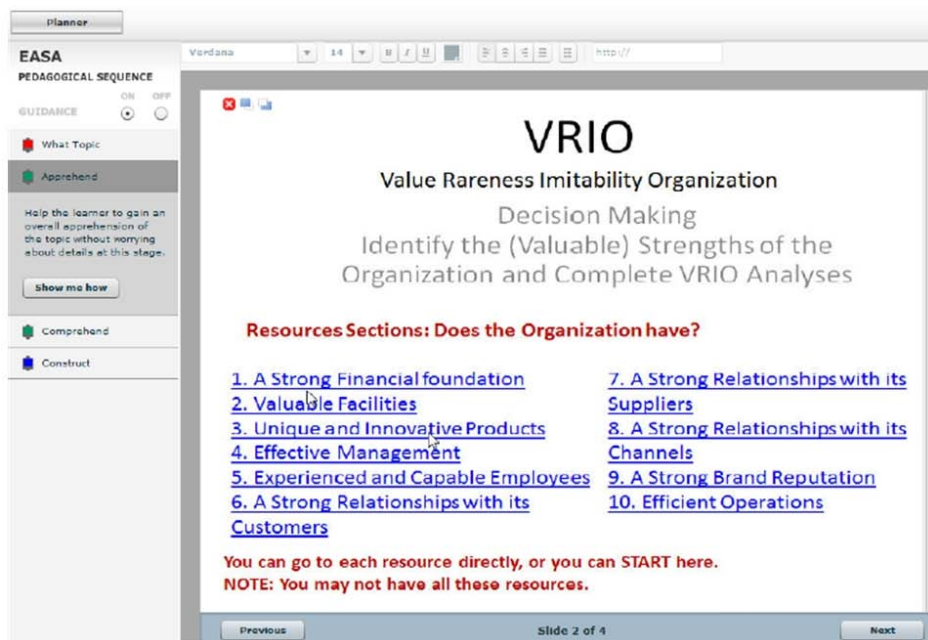 Planner
EASA
PEDAGOGICAL SEQUENCE
ON OFF
GUIDANCE
What Topic
Apprehend
Help the learner to gain an
overall apprehension of
the topic without worrying
about details at this stage.
Show me how
Comprehend
Construct
Verdana 14 B I U http://
VRIO
Value Rareness Imitability Organization
Decision Making
Identify the (Valuable) Strengths of the
Organization and Complete VRIO Analyses
Resources Sections: Does the Organization have?
1. A Strong Financial foundation
2. Valuable Facilities
3. Unique and Innovative Products
4. Effective Management
5. Experienced and Capable Employees
6. A Strong Relationships with its
Customers
7. A Strong Relationships with its
Suppliers
8. A Strong Relationships with its
Channels
9. A Strong Brand Reputation
10. Efficient Operations
You can go to each resource directly, or you can START here.
NOTE: You may not have all these resources.
Previous Slide 2 of 4 Next